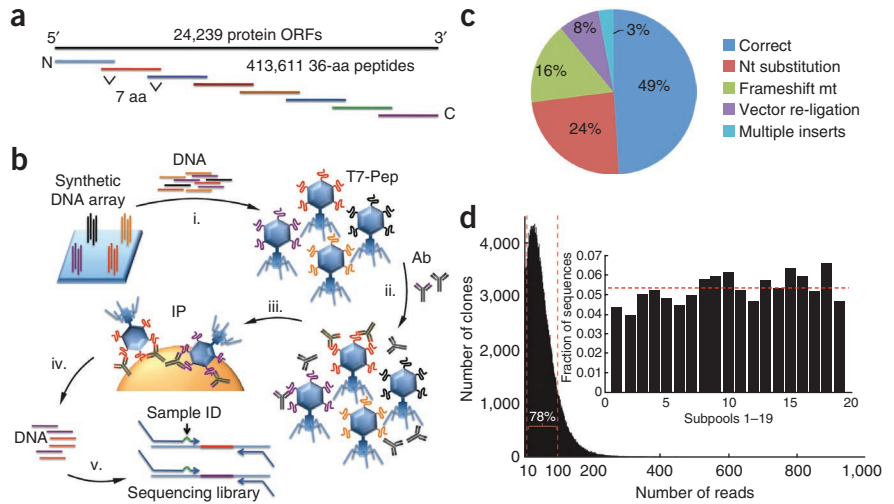 a
5′ 24,239 protein ORFs 3′
N
413,611 36-aa peptides
7 aa
C
b
DNA
Synthetic
DNA array
i.
T7-Pep
Ab
ii.
IP
iii.
iv.
DNA
v.
Sample ID
Sequencing library
c
8%
3%
16%
49%
24%
Correct
Nt substitution
Frameshift mt
Vector re-ligation
Multiple inserts
d
Number of clones
4,000
3,000
2,000
1,000
0
78%
10 100 200 400 600 800 1,000
Number of reads
Fraction of sequences
0.07
0.06
0.05
0.04
0.03
0.02
0.01
0.00
0 5 10 15 20
Subpools 1–19